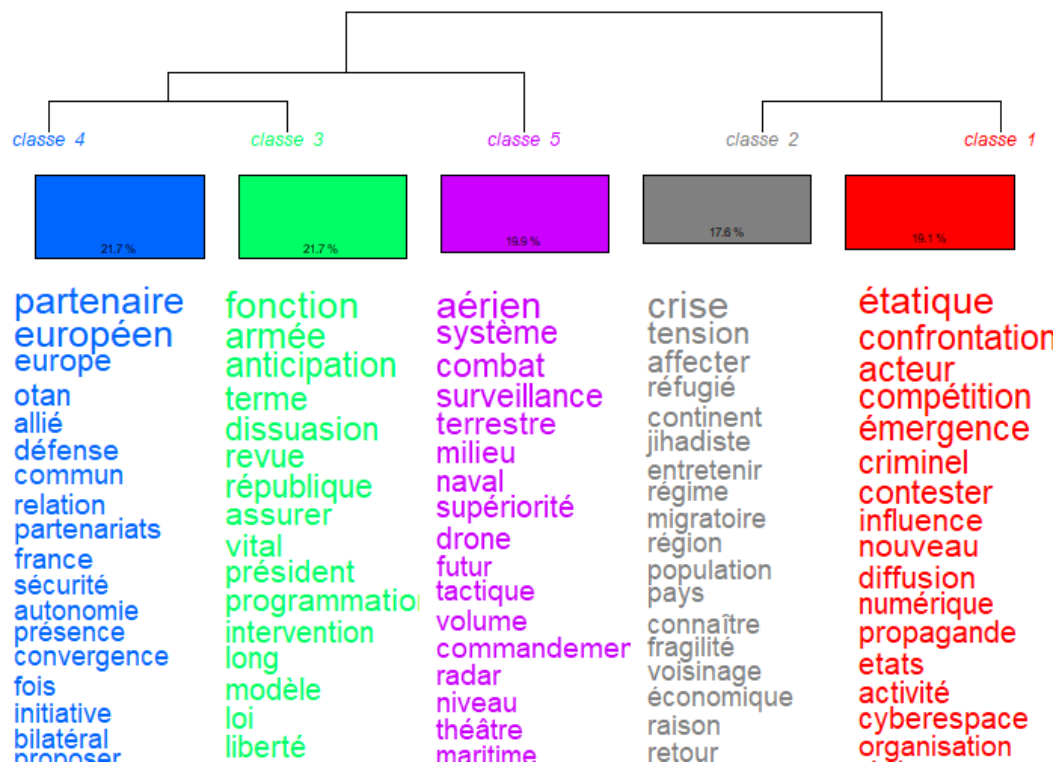 classe 4
classe 3
classe 5
classe 2
classe 1
21.7 %
21.7 %
19.9 %
17.6 %
19.1 %
partenaire
européen
europe
otan
allié
défense
commun
relation
partenariats
france
sécurité
autonomie
présence
convergence
fois
initiative
bilatéral
proposer
fonction
armée
anticipation
terme
dissuasion
revue
république
assurer
vital
président
programmatio
intervention
long
modèle
loi
liberté
aérien
système
combat
surveillance
terrestre
milieu
naval
supériorité
drone
futur
tactique
volume
commandemer
radar
niveau
théâtre
maritime
crise
tension
affecter
réfugié
continent
jihadiste
entretenir
régime
migratoire
région
population
pays
connaître
fragilité
voisinage
économique
raison
retour
étatique
confrontation
acteur
compétition
émergence
criminel
contester
influence
nouveau
diffusion
numérique
propagande
etats
activité
cyberespace
organisation